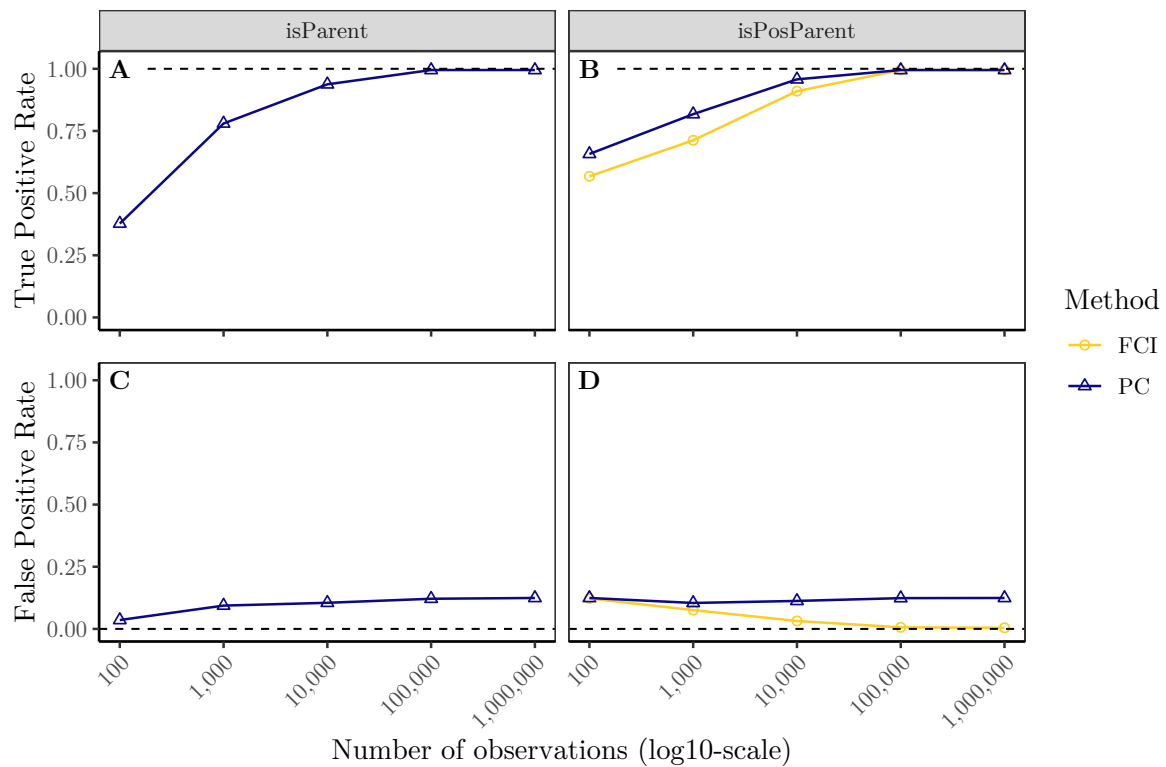 isParent
isPosParent
True Positive Rate
1.00
0.75
0.50
0.25
0.00
A
B
False Positive Rate
1.00
0.75
0.50
0.25
0.00
C
D
100
1,000
10,000
100,000
1,000,000
100
1,000
10,000
100,000
1,000,000
Number of observations (log10-scale)
Method
FCI
PC